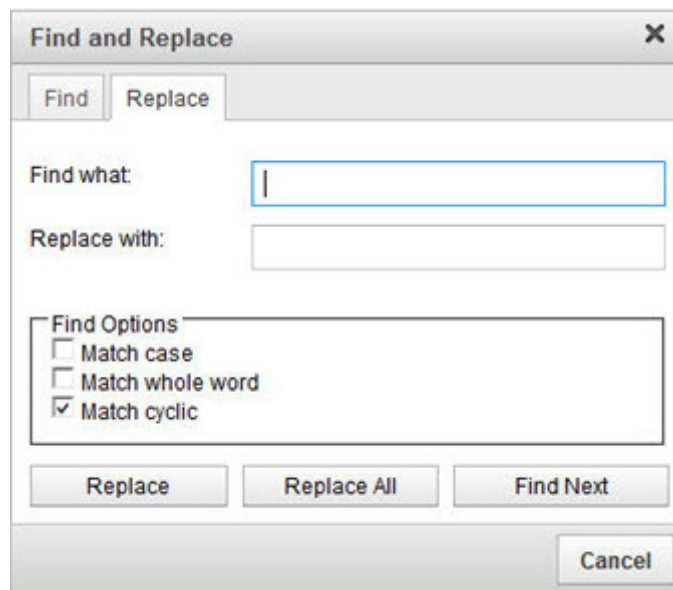 Find and Replace
Find Replace
Find what:
Replace with:
Find Options
Match case
Match whole word
Match cyclic
Replace Replace All Find Next
Cancel